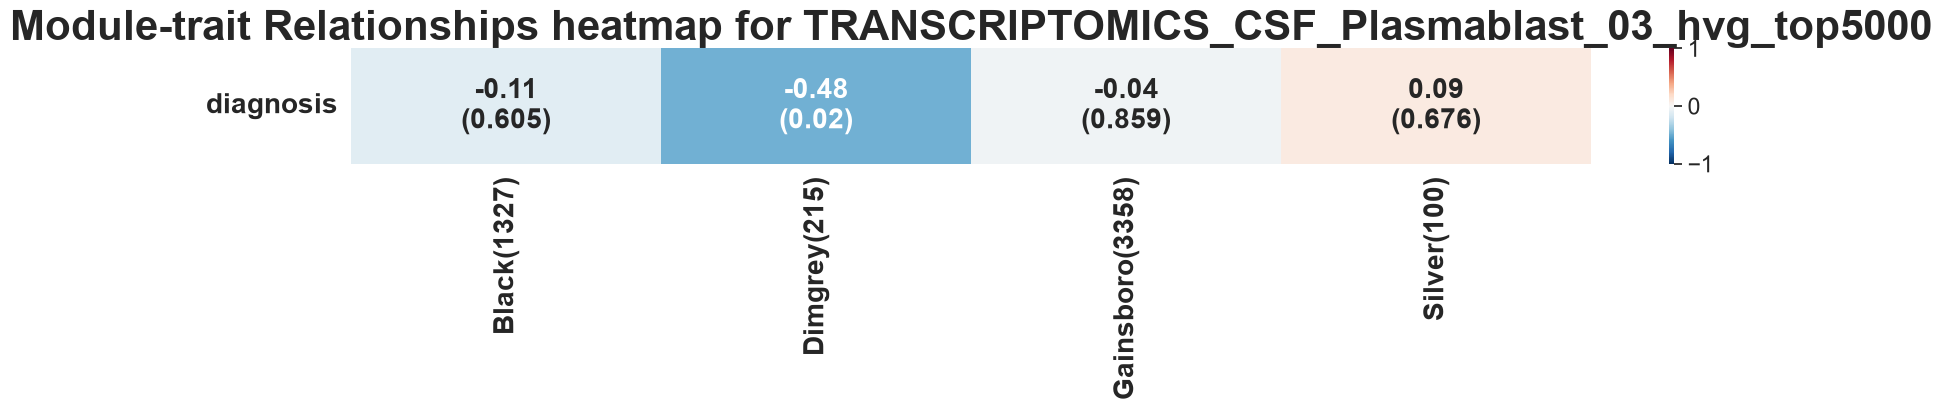 Module-trait Relationships heatmap for TRANSCRIPTOMICS_CSF_Plasmablast_03_hvg_top5000
diagnosis
-0.11
(0.605)
-0.48
(0.02)
-0.04
(0.859)
0.09
(0.676)
1
0
−1
Black(1327)
Dimgrey(215)
Gainsboro(3358)
Silver(100)